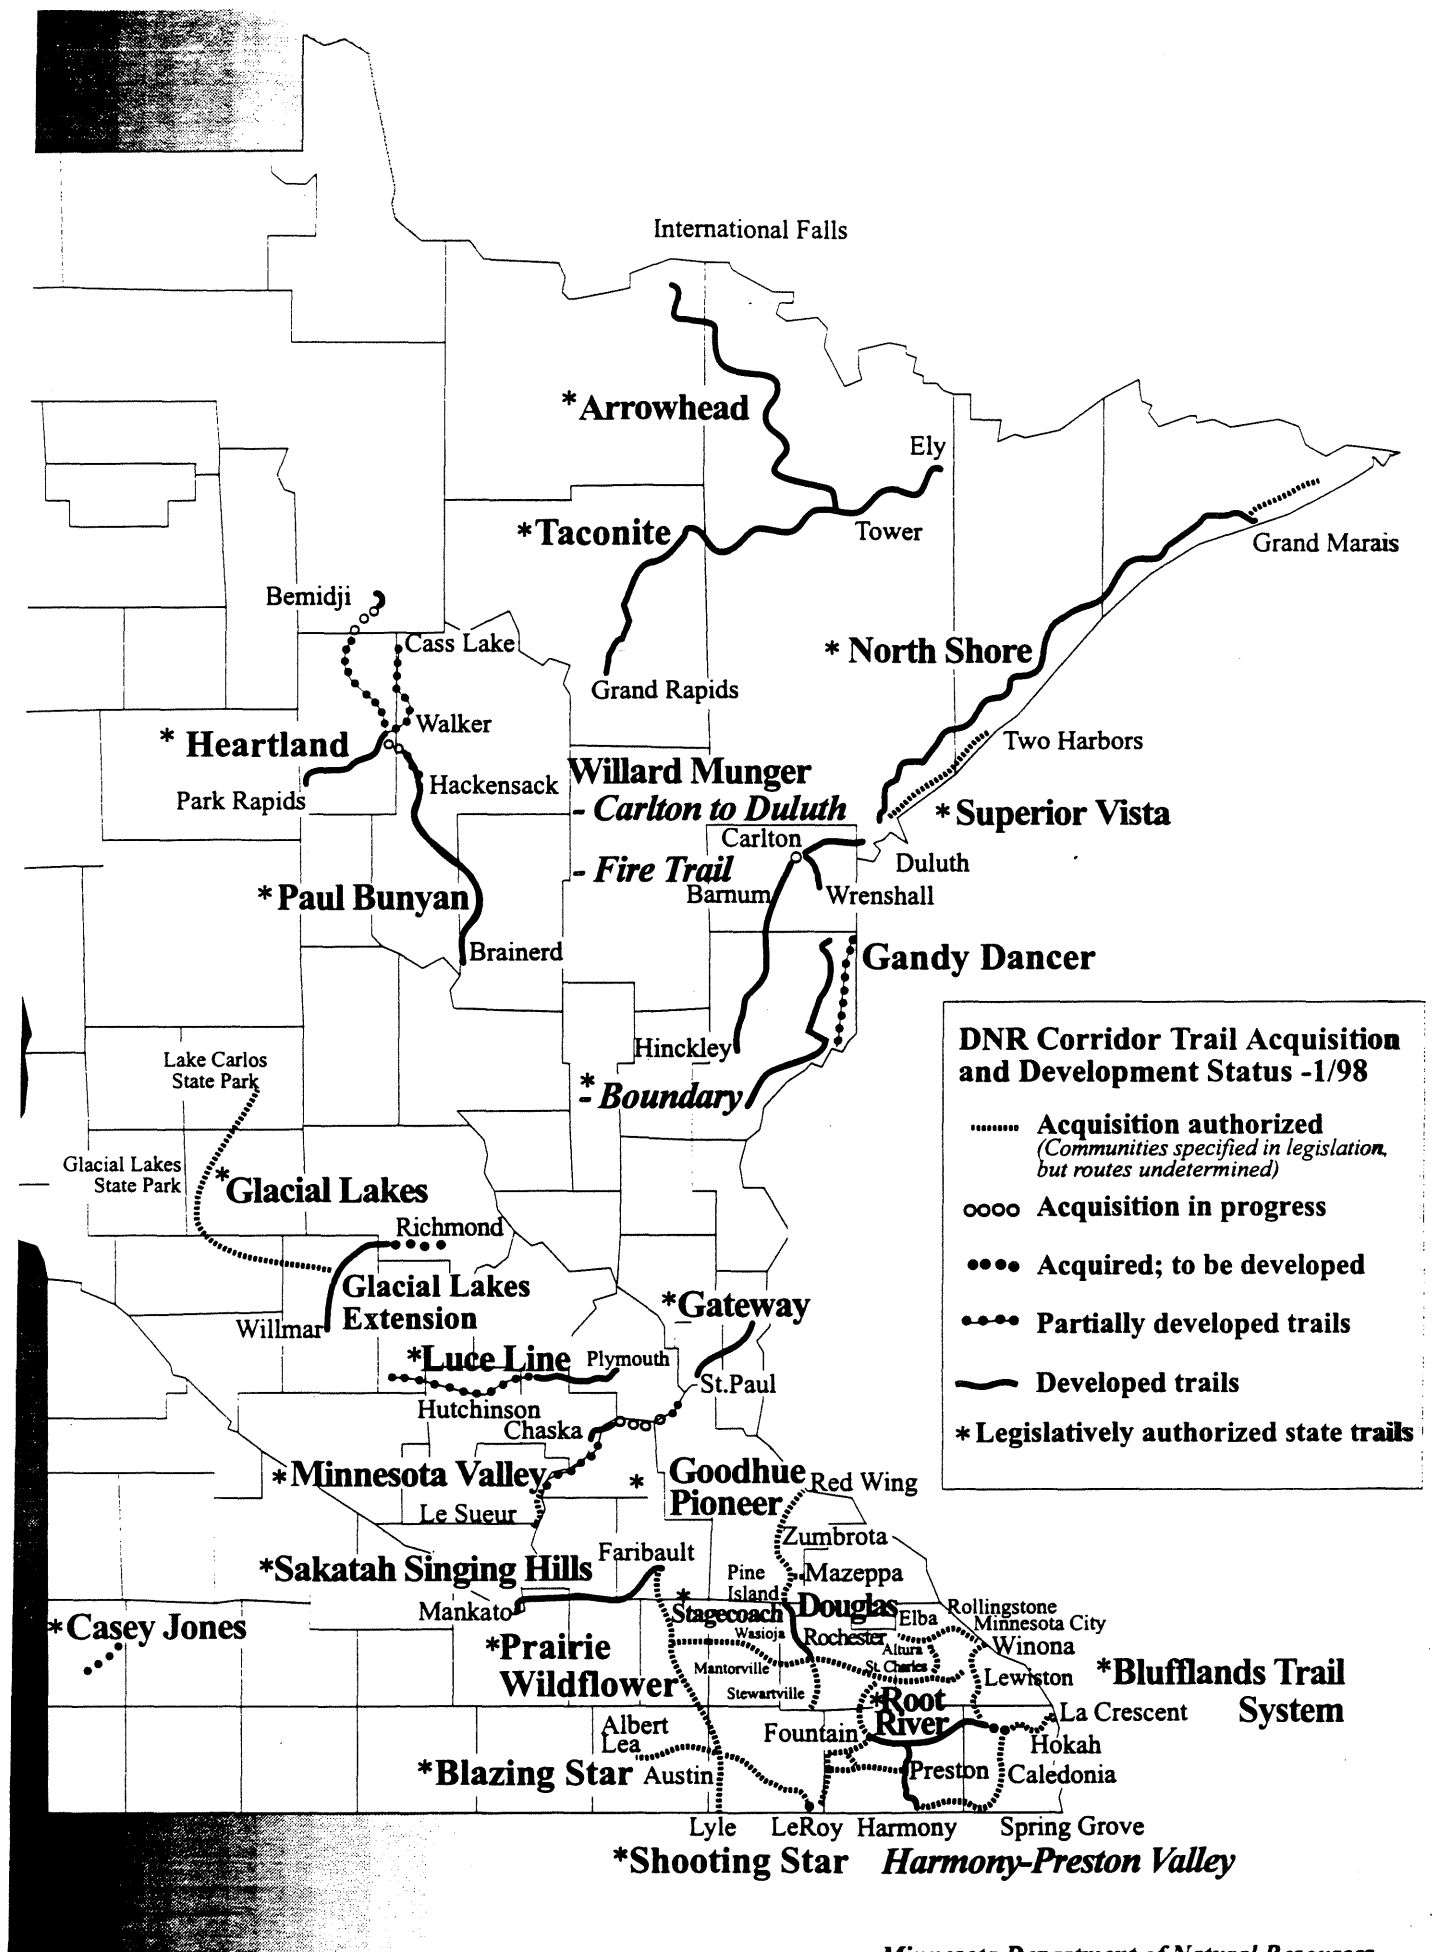 International Falls
*Arrowhead
Ely
*Taconite
Tower
Grand Marais
Bemidji
Cass Lake
* North Shore
Grand Rapids
Walker
* Heartland
Two Harbors
Willard Munger
Hackensack
Park Rapids
- Carlton to Duluth
* Superior Vista
Carlton
Duluth
- Fire Trail
Barnum
Wrenshall
* Paul Bunyan
Brainerd
Gandy Dancer
Hinckley
Lake Carlos
State Park
*
- Boundary
DNR Corridor Trail Acquisition
and Development Status -1/98
Acquisition authorized
(Communities specified in legislation,
but routes undetermined)
Acquisition in progress
Acquired; to be developed
Partially developed trails
Developed trails
* Legislatively authorized state trails
Glacial Lakes
State Park
*Glacial Lakes
Richmond
Glacial Lakes
Extension
Willmar
*Gateway
*Luce Line
Plymouth
St.Paul
Hutchinson
Chaska
*Minnesota Valley
*
Goodhue
Pioneer
Red Wing
Le Sueur
Zumbrota
*Sakatah Singing Hills
Faribault
Pine
Island
Mazeppa
Mankato
*
Stagecoach
Douglas
Elba
Rollingstone
Minnesota City
*Casey Jones
Wasioja
Rochester
Altura
Winona
*Prairie
Wildflower
Mantorville
St. Charles
Lewiston
*Blufflands Trail
System
Stewartville
*Root
River
La Crescent
Albert
Lea
Fountain
Hokah
*Blazing Star
Austin
Preston
Caledonia
Lyle
LeRoy
Harmony
Spring Grove
*Shooting Star
Harmony-Preston Valley
Minnesota Department of Natural Resources